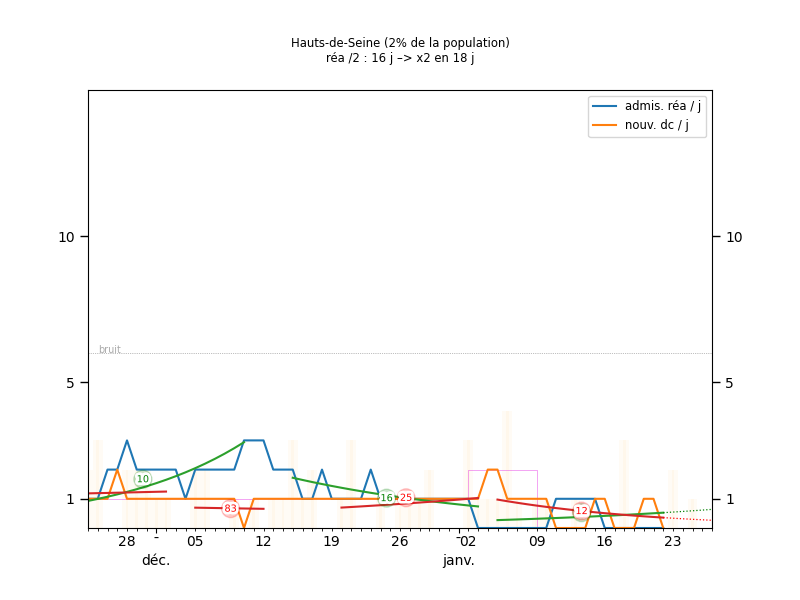 Hauts-de-Seine (2% de la population)
réa /2 : 16 j –> x2 en 18 j
admis. réa / j
nouv. dc / j
10
10
bruit
5
5
10
16
25
83
12
1
1
28
05
12
19
26
02
09
16
23
déc.
janv.